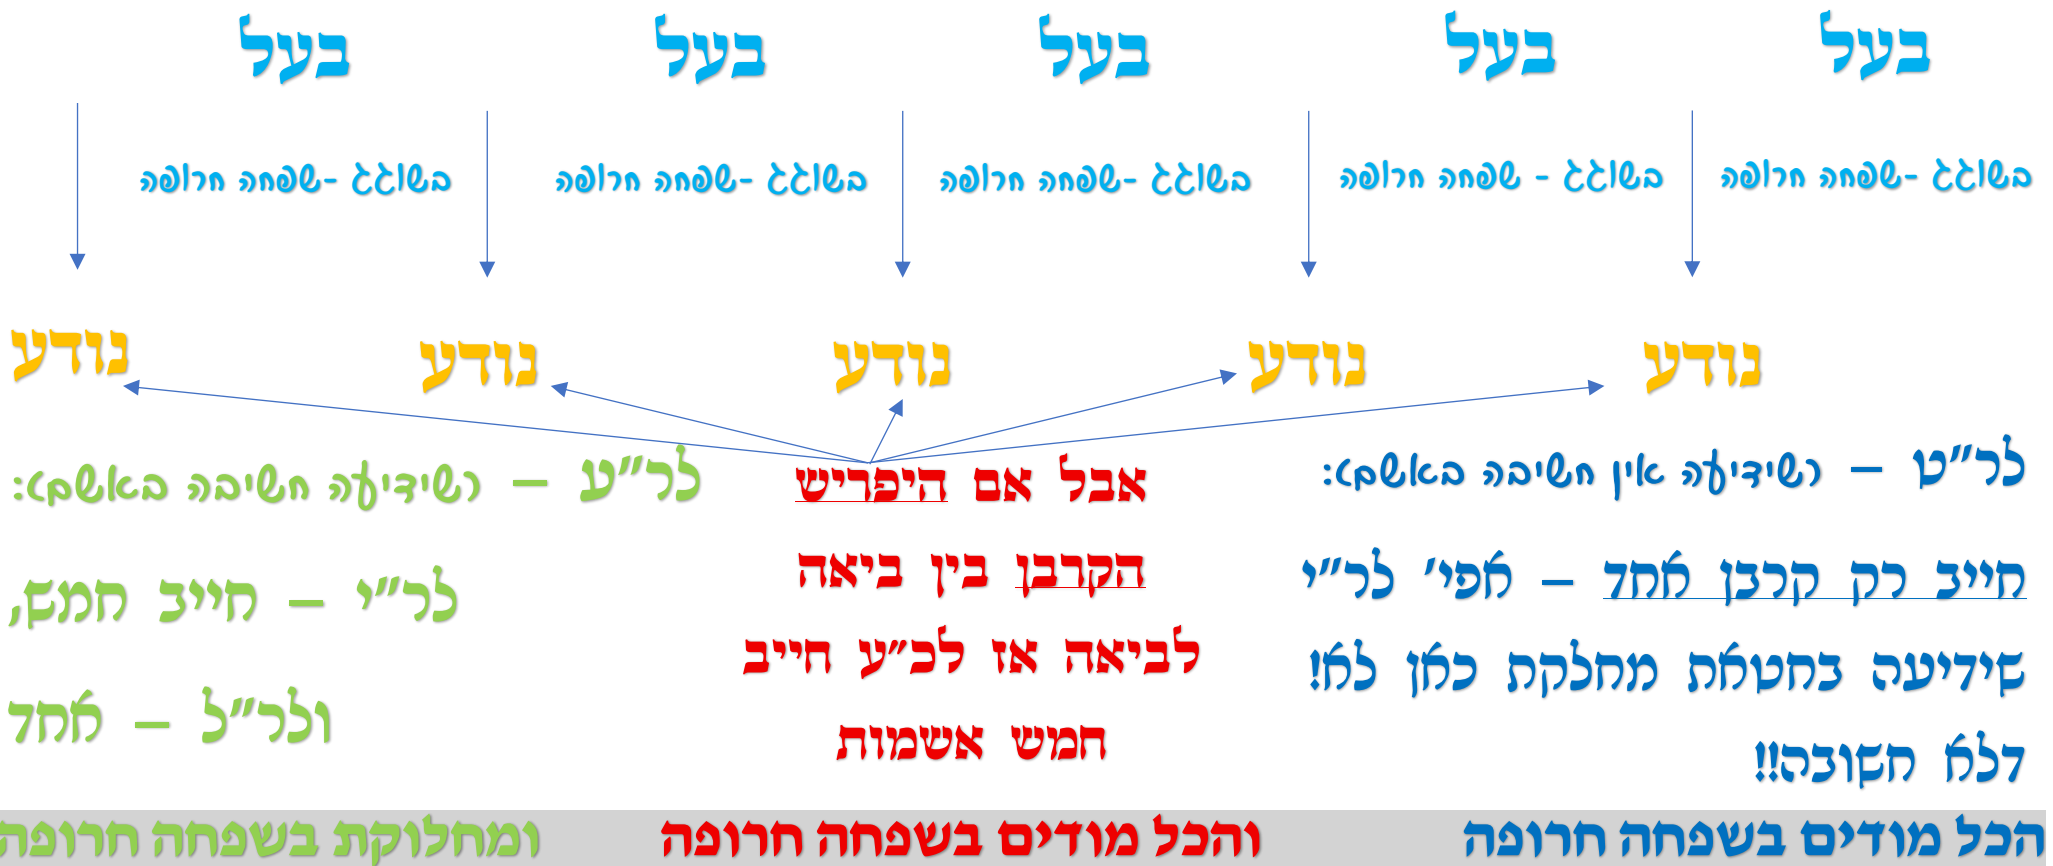 בעל בעל בעל בעל בעל
בשוגג -שפחה חרופה בשוגג - שפחה חרופה בשוגג -שפחה חרופה בשוגג -שפחה חרופה בשוגג -שפחה חרופה
נודע נודע נודע נודע נודע
לר"ט – (שידיעה אין חשיבה באשם):
חייב רק קרבן אחד – אפי' לר"י
שידיעה בחטאת מחלקת כאן לא!
דלא חשובה!!
אבל אם היפריש
הקרבן בין ביאה
לביאה אז לכ"ע חייב
חמש אשמות
לר"ע – (שידיעה חשיבה באשם):
לר"י – חייב חמש,
ולר"ל – אחד
הכל מודים בשפחה חרופה
והכל מודים בשפחה חרופה
ומחלוקת בשפחה חרופה